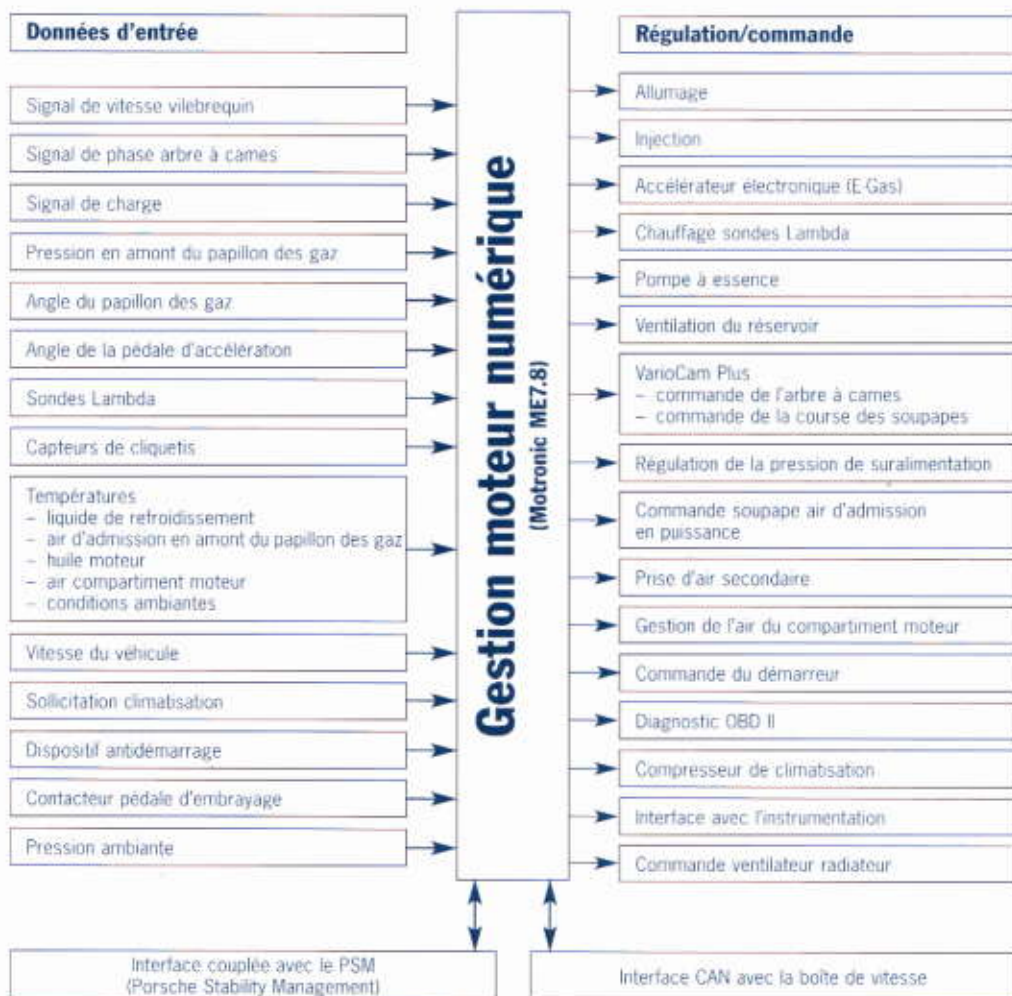 Données d'entrée
Signal de vitesse vilebrequin
Signal de phase arbre à cames
Signal de charge
Pression en amont du papillon des gaz
Angle du papillon des gaz
Angle de la pédale d'accélération
Sondes Lambda
Capteurs de cliquetis
Températures
– liquide de refroidissement
– air d'admission en amont du papillon des gaz
– huile moteur
– air compartiment moteur
– conditions ambiantes
Vitesse du véhicule
Sollicitation climatisation
Dispositif antidémarrage
Contacteur pédale d'embrayage
Pression ambiante
Gestion moteur numérique
(Motronic ME7.8)
Régulation/commande
Allumage
Injection
Accélérateur électronique (E-Gas)
Chauffage sondes Lambda
Pompe à essence
Ventilation du réservoir
VarioCam Plus
– commande de l'arbre à cames
– commande de la course des soupapes
Régulation de la pression de suralimentation
Commande soupape air d'admission
en puissance
Prise d'air secondaire
Gestion de l'air du compartiment moteur
Commande du démarreur
Diagnostic OBD II
Compresseur de climatisation
Interface avec l'instrumentation
Commande ventilateur radiateur
Interface couplée avec le PSM
(Porsche Stability Management)
Interface CAN avec la boîte de vitesse